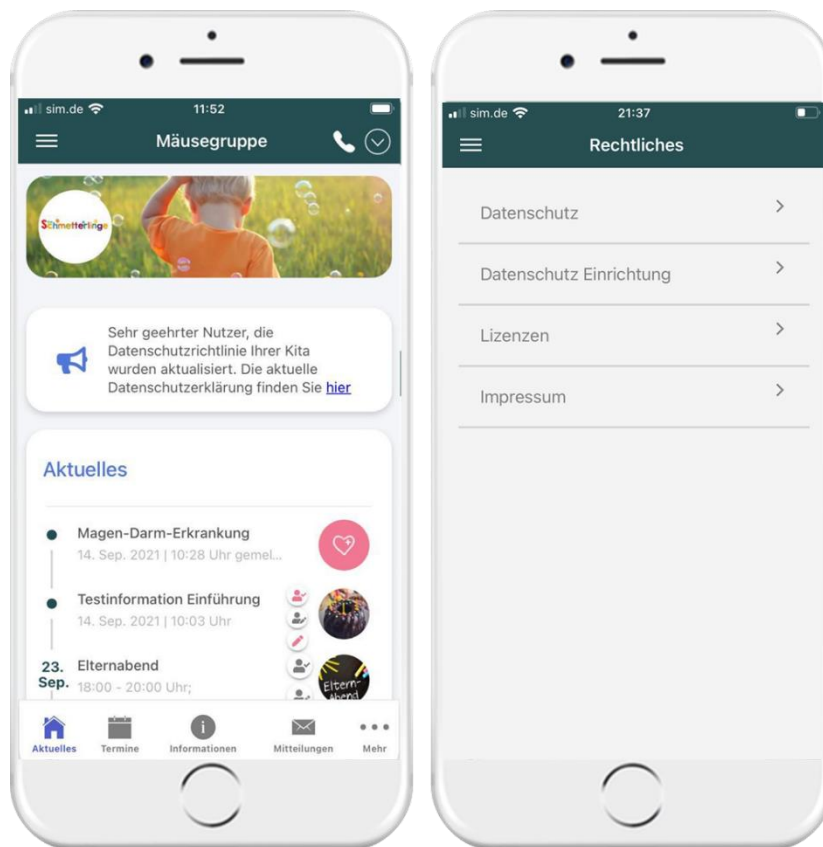 sim.de
11:52
Mäusegruppe
Schmetterlinge
Sehr geehrter Nutzer, die
Datenschutzrichtlinie Ihrer Kita
wurden aktualisiert. Die aktuelle
Datenschutzerklärung finden Sie hier
Aktuelles
Magen-Darm-Erkrankung
14. Sep. 2021 | 10:28 Uhr gemel...
Testinformation Einführung
14. Sep. 2021 | 10:03 Uhr
23.
Sep.
Elternabend
18:00 - 20:00 Uhr;
Eltern-
Abend
Aktuelles
Termine
Informationen
Mitteilungen
Mehr
sim.de
21:37
Rechtliches
Datenschutz
Datenschutz Einrichtung
Lizenzen
Impressum